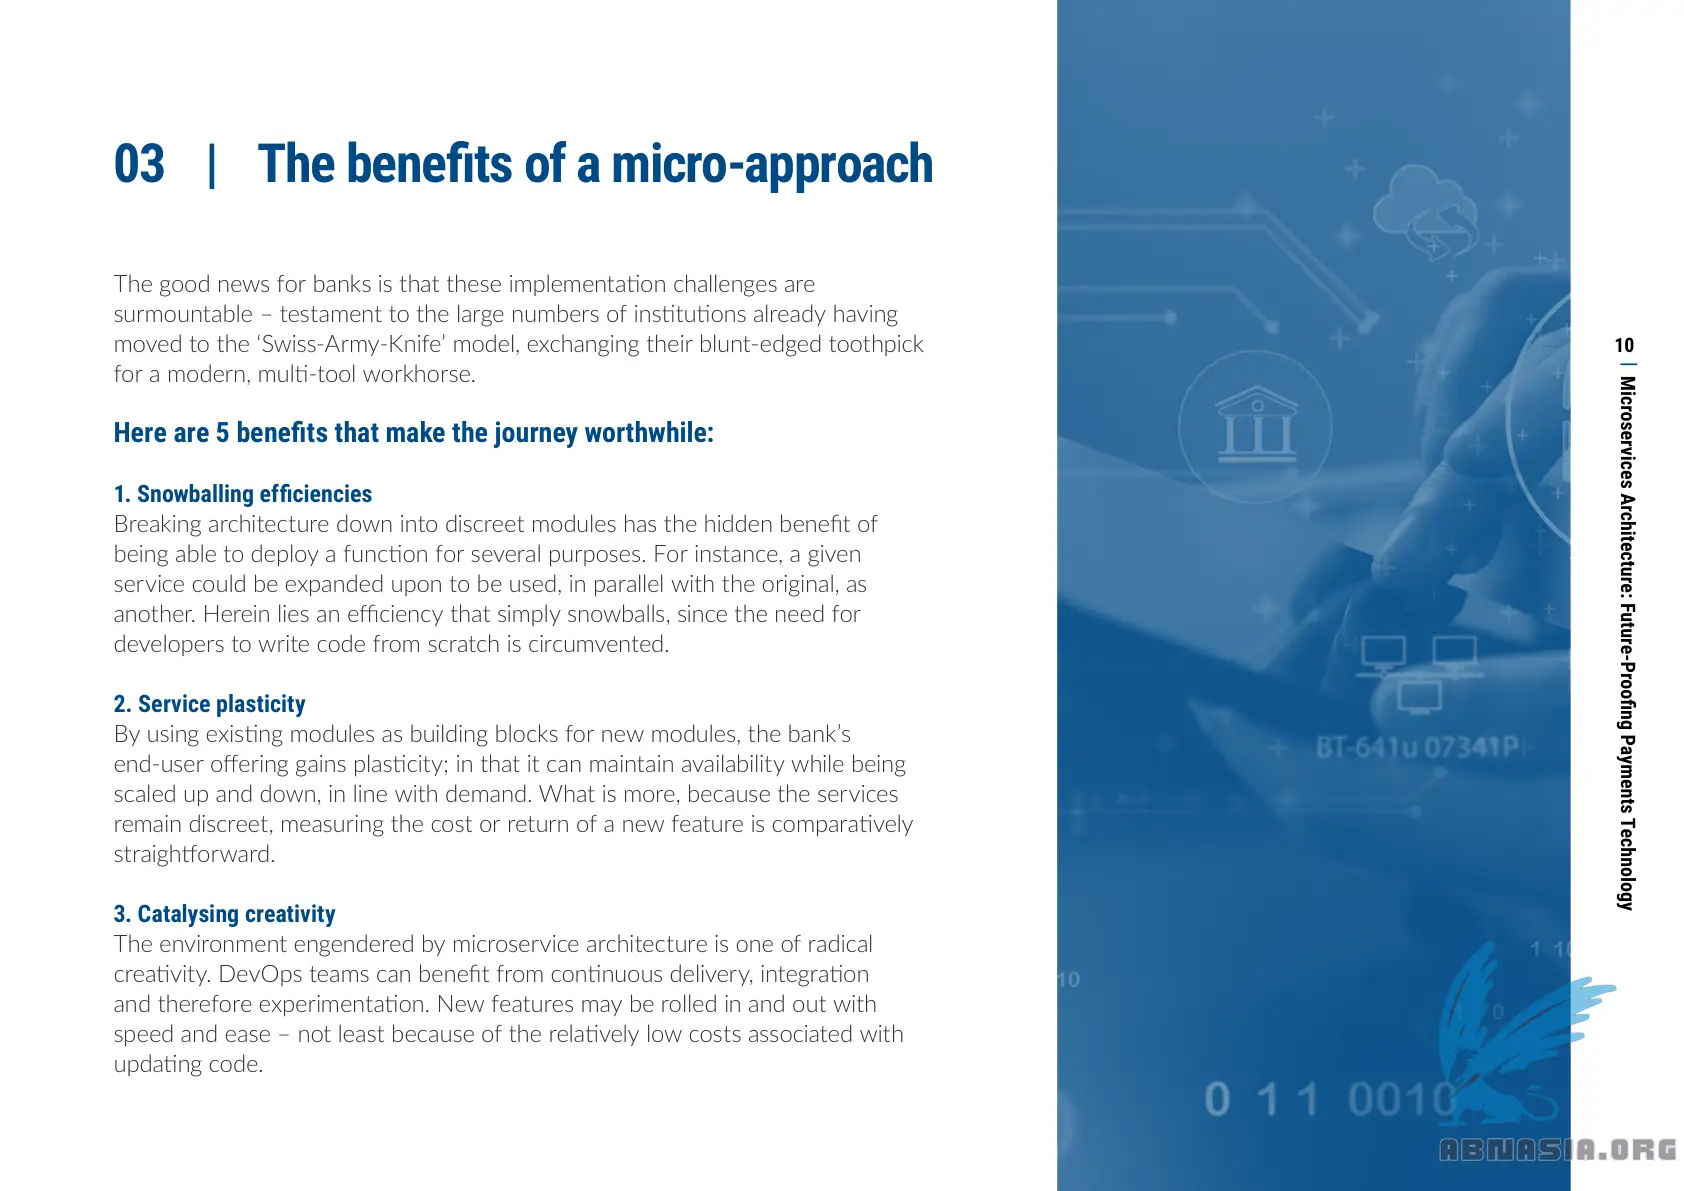 03 | The benefits of a micro-approach
The good news for banks is that these implementation challenges are
surmountable – testament to the large numbers of institutions already having
moved to the ‘Swiss-Army-Knife’ model, exchanging their blunt-edged toothpick
for a modern, multi-tool workhorse.
Here are 5 benefits that make the journey worthwhile:
1. Snowballing efficiencies
Breaking architecture down into discreet modules has the hidden benefit of
being able to deploy a function for several purposes. For instance, a given
service could be expanded upon to be used, in parallel with the original, as
another. Herein lies an efficiency that simply snowballs, since the need for
developers to write code from scratch is circumvented.
2. Service plasticity
By using existing modules as building blocks for new modules, the bank’s
end-user offering gains plasticity; in that it can maintain availability while being
scaled up and down, in line with demand. What is more, because the services
remain discreet, measuring the cost or return of a new feature is comparatively
straightforward.
3. Catalysing creativity
The environment engendered by microservice architecture is one of radical
creativity. DevOps teams can benefit from continuous delivery, integration
and therefore experimentation. New features may be rolled in and out with
speed and ease – not least because of the relatively low costs associated with
updating code.
BT-641u 07341P
1 10
10
1 0
0 1 1 0010
10 | Microservices Architecture: Future-Proofing Payments Technology
ABNASIA.ORG